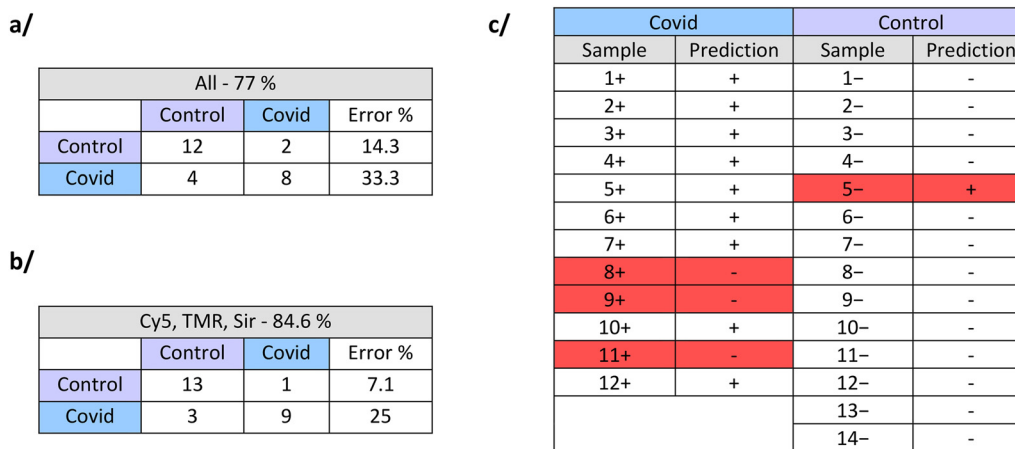 a/
All - 77 %
Control Covid Error %
Control 12 2 14.3
Covid 4 8 33.3
b/
Cy5, TMR, Sir - 84.6 %
Control Covid Error %
Control 13 1 7.1
Covid 3 9 25
c/
Covid Control
Sample Prediction Sample Prediction
1+ + 1− -
2+ + 2− -
3+ + 3− -
4+ + 4− -
5+ + 5− +
6+ + 6− -
7+ + 7− -
8+ - 8− -
9+ - 9− -
10+ + 10− -
11+ - 11− -
12+ + 12− -
13− -
14− -